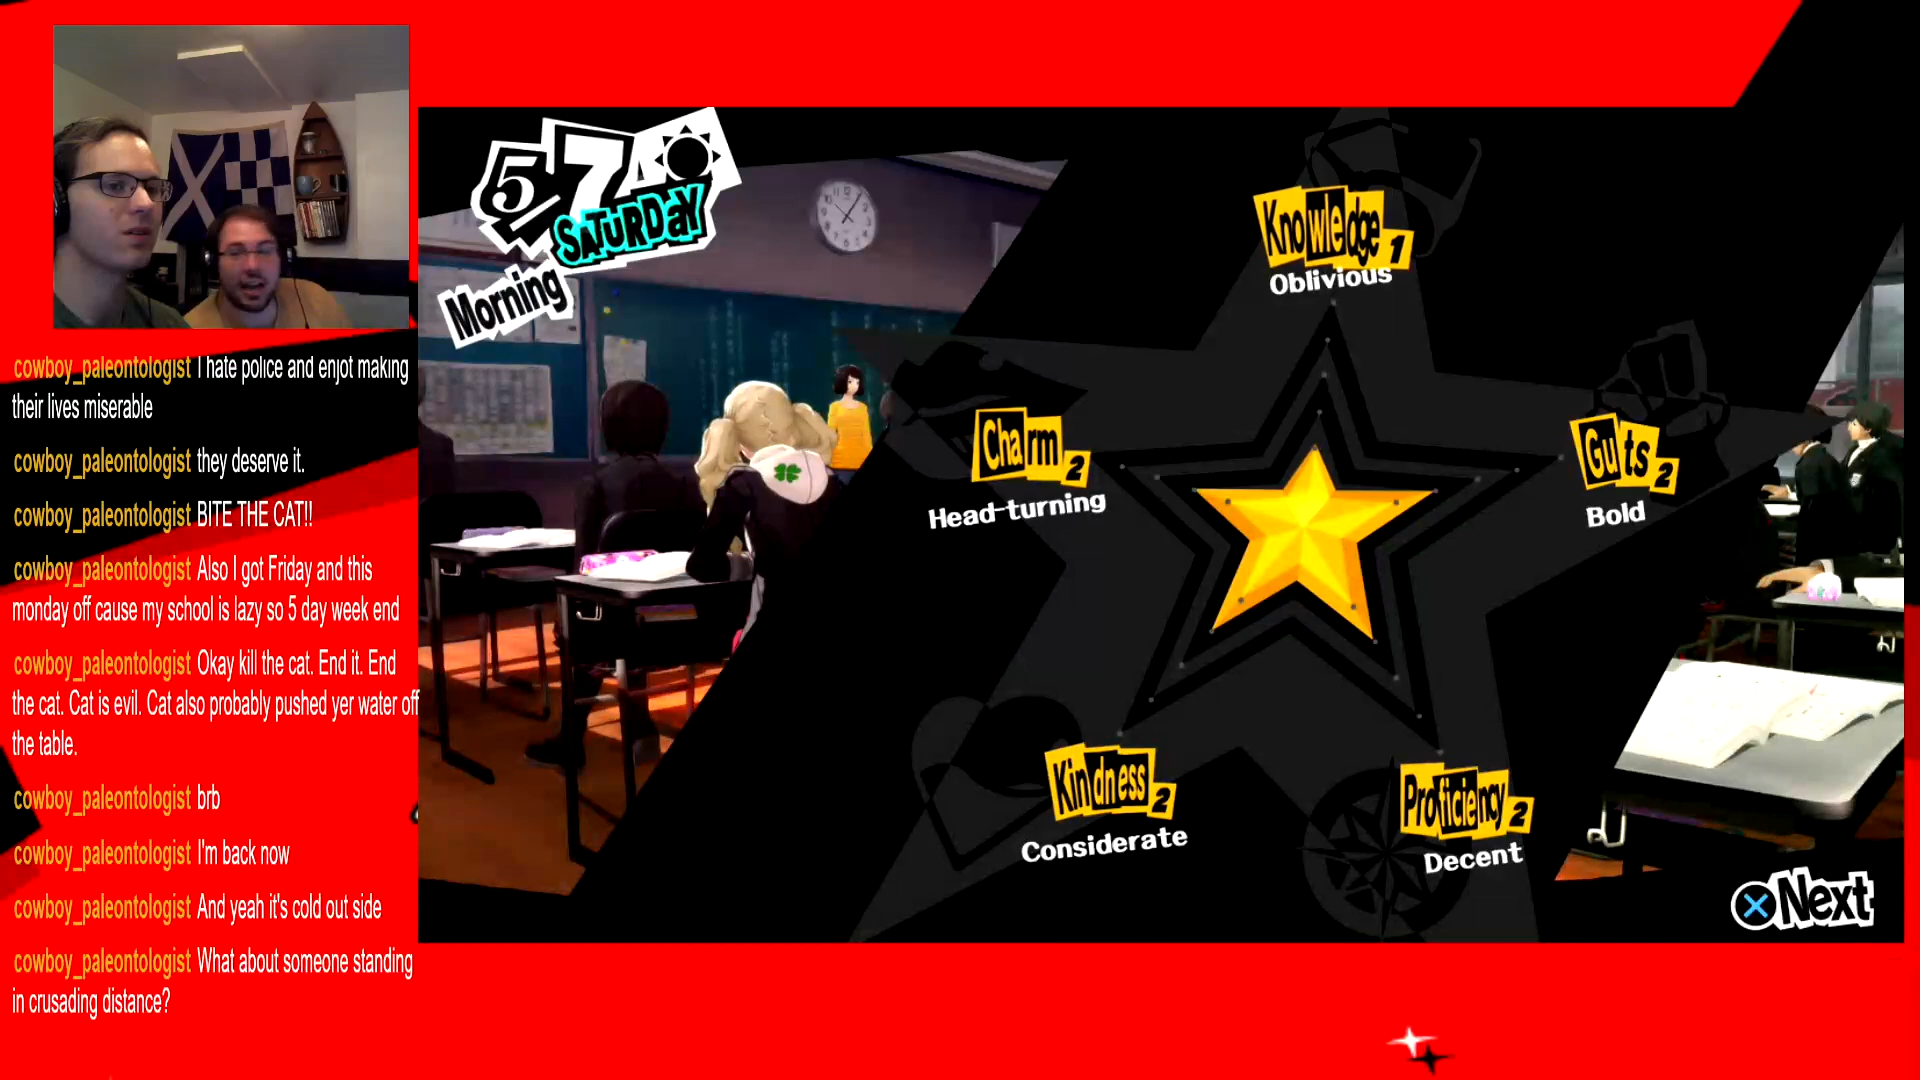 5/7
SATURDAY
Morning
Knowledge 1
Oblivious
Charm 2
Head-turning
Guts 2
Bold
Kindness 2
Considerate
Proficiency 2
Decent
Next
cowboy_paleontologist I hate police and enjot making
their lives miserable
cowboy_paleontologist they deserve it.
cowboy_paleontologist BITE THE CAT!!
cowboy_paleontologist Also I got Friday and this
monday off cause my school is lazy so 5 day week end
cowboy_paleontologist Okay kill the cat. End it. End
the cat. Cat is evil. Cat also probably pushed yer water off
the table.
cowboy_paleontologist brb
cowboy_paleontologist I'm back now
cowboy_paleontologist And yeah it's cold out side
cowboy_paleontologist What about someone standing
in crusading distance?